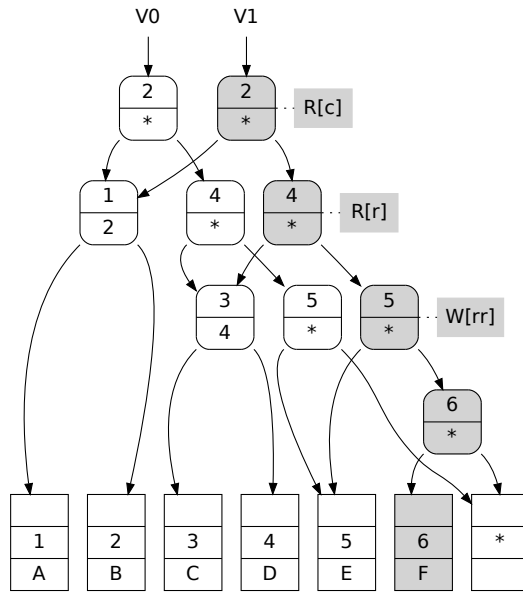 V0 V1
2 2
* * R[c]
1 4 4
2 * * R[r]
3 5 5
4 * * W[rr]
6
*
1 2 3 4 5 6 *
A B C D E F